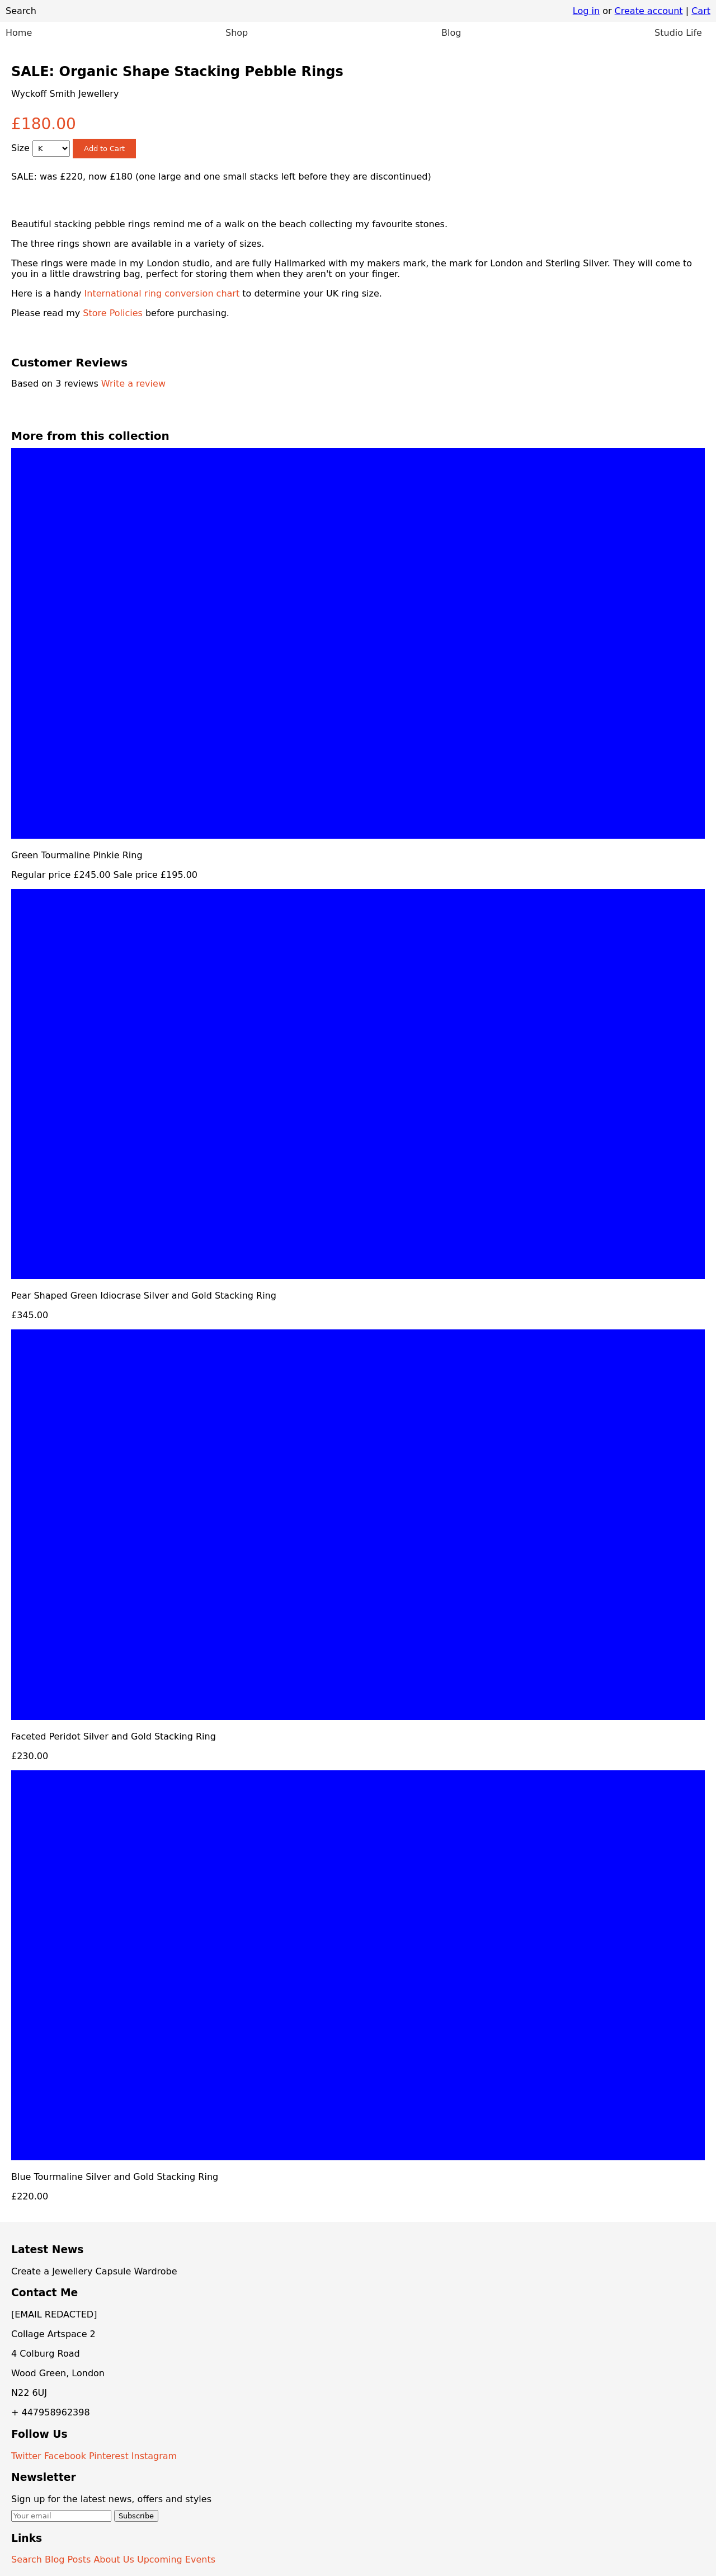 Search
Log in or Create account | Cart
Home
Shop
Blog
Studio Life
SALE: Organic Shape Stacking Pebble Rings
Wyckoff Smith Jewellery
£180.00
Size K Add to Cart
SALE: was £220, now £180 (one large and one small stacks left before they are discontinued)
Beautiful stacking pebble rings remind me of a walk on the beach collecting my favourite stones.
The three rings shown are available in a variety of sizes.
These rings were made in my London studio, and are fully Hallmarked with my makers mark, the mark for London and Sterling Silver. They will come to
you in a little drawstring bag, perfect for storing them when they aren't on your finger.
Here is a handy International ring conversion chart to determine your UK ring size.
Please read my Store Policies before purchasing.
Customer Reviews
Based on 3 reviews Write a review
More from this collection
Green Tourmaline Pinkie Ring
Regular price £245.00 Sale price £195.00
Pear Shaped Green Idiocrase Silver and Gold Stacking Ring
£345.00
Faceted Peridot Silver and Gold Stacking Ring
£230.00
Blue Tourmaline Silver and Gold Stacking Ring
£220.00
Latest News
Create a Jewellery Capsule Wardrobe
Contact Me
[EMAIL REDACTED]
Collage Artspace 2
4 Colburg Road
Wood Green, London
N22 6UJ
+ 447958962398
Follow Us
Twitter Facebook Pinterest Instagram
Newsletter
Sign up for the latest news, offers and styles
Your email Subscribe
Links
Search Blog Posts About Us Upcoming Events